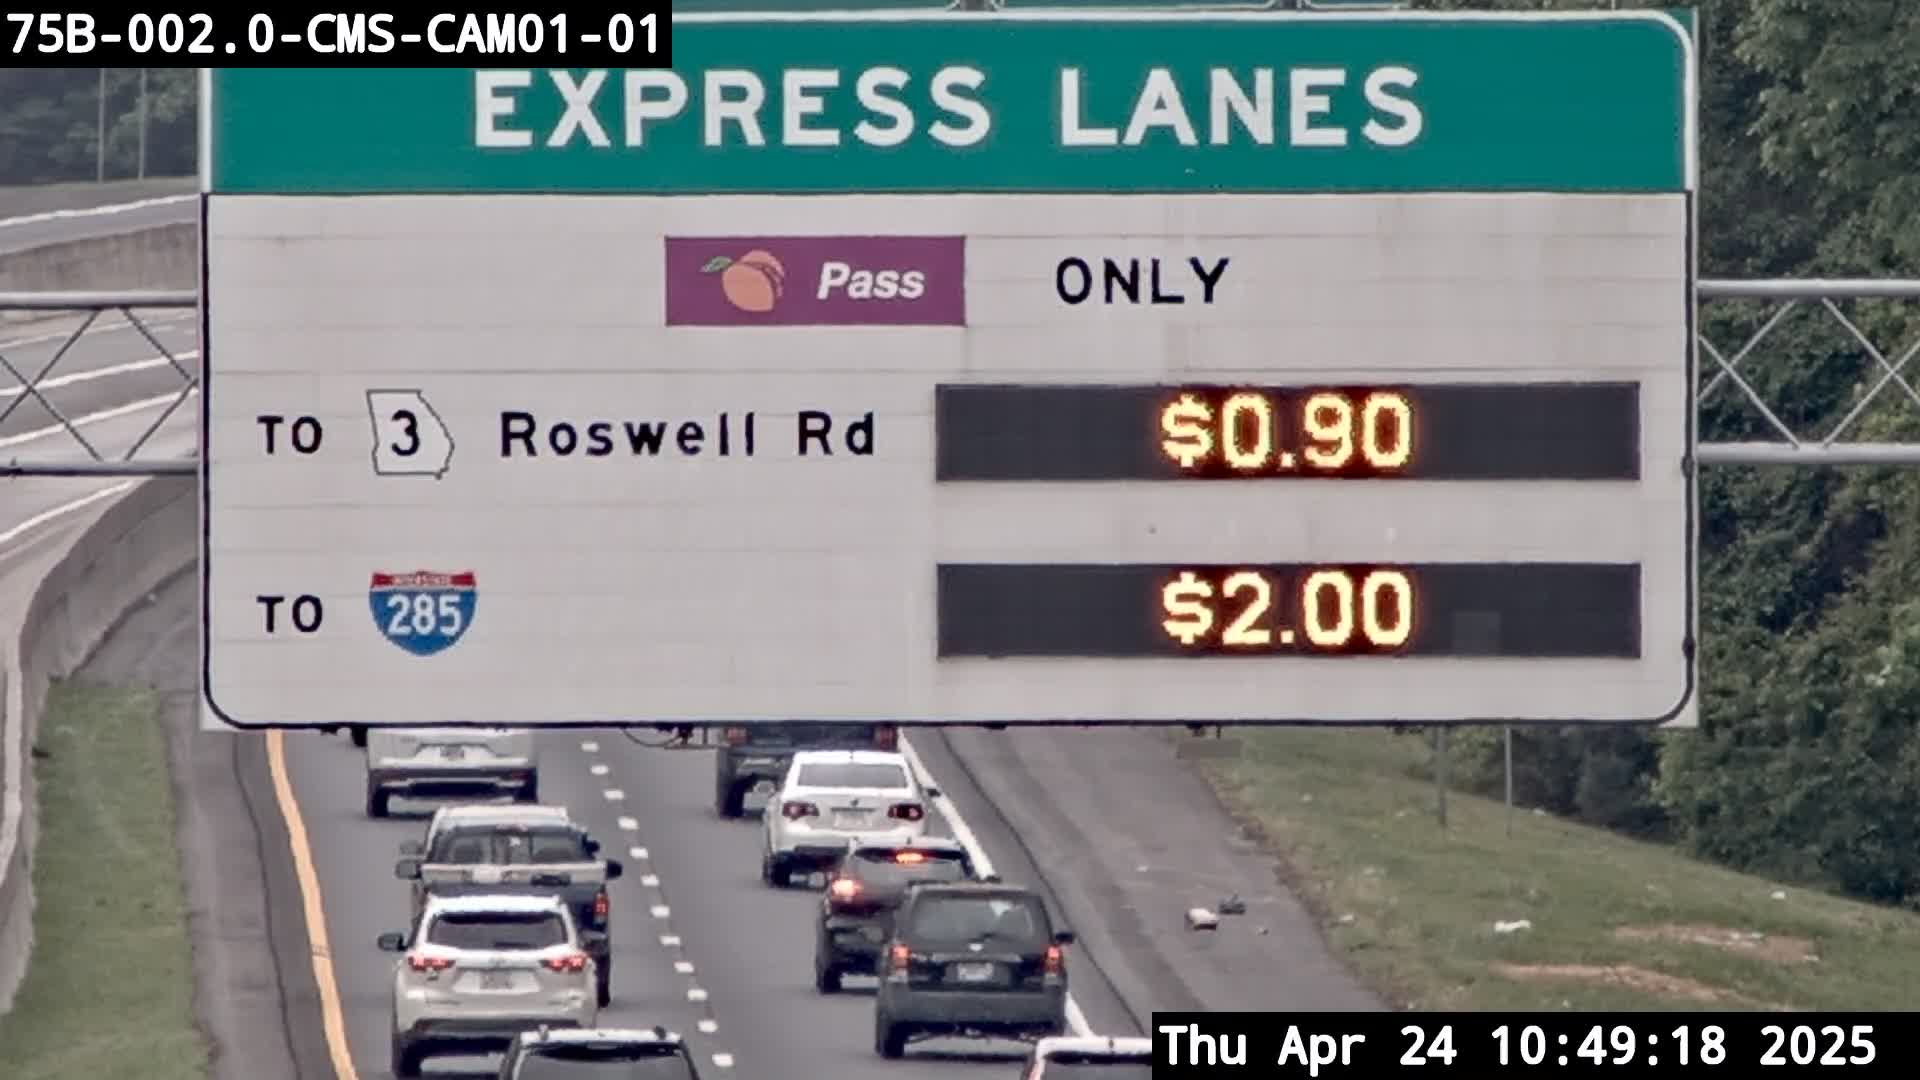 75B-002.0-CMS-CAM01-01
EXPRESS LANES
Pass ONLY
TO 3 Roswell Rd $0.90
INTERSTATE
TO 285 $2.00
Thu Apr 24 10:49:18 2025